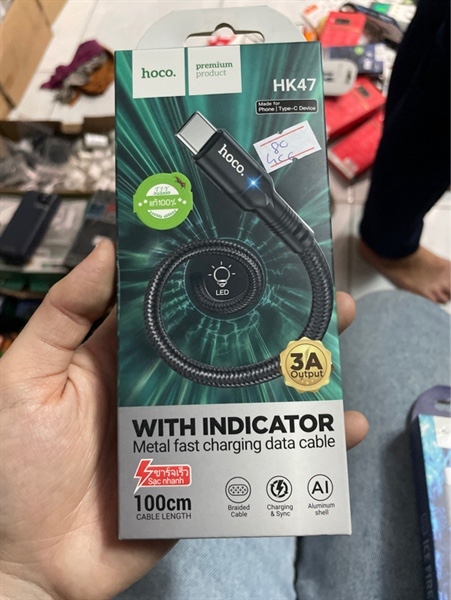 hoco.
premium
product
HK47
Made for
Phone | Type-C Device
hoco.
แท้100%
LED
3A
Output
WITH INDICATOR
Metal fast charging data cable
ชาร์จเร็ว
Sạc nhanh
100cm
CABLE LENGTH
Braided
Cable
Charging
& Sync
Al
Aluminum
shell